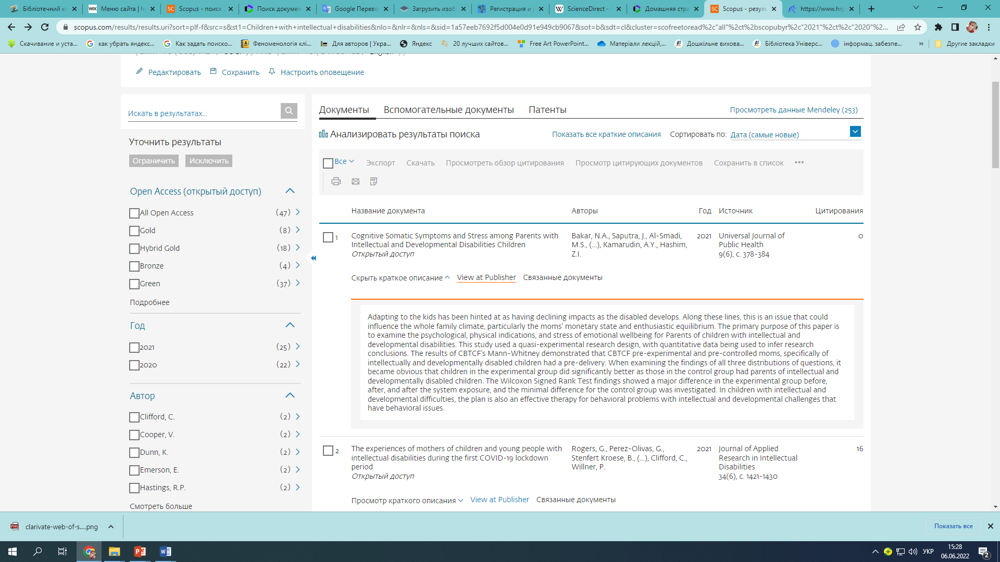 Бібліотечний ко
Меню сайта | h
Scopus - поиск
Поиск докумен
Google Перево
Загрузить изоб
Регистрация и
ScienceDirect -
Домашняя стра
Scopus - резуль
https://www.hrp
scopus.com/results/results.uri?sort=plf-f&src=s&st1=Children+with+intellectual+disabilities&nlo=&nlr=&nls=&sid=1a57eeb7692f5d004e0d91e949cb9067&sot=b&sdt=cl&cluster=scofreetoread%2c"all"%2ct%2bscopubyr%2c"2021"%2ct%2c"2020"%2...
Скачивание и уста...
как убрать яндекс...
Как задать поиско...
Феноменологія клі...
Для авторов | Укра...
Яндекс
20 лучших сайтов...
Free Art PowerPoint...
Матеріали лекцій,...
Дошкільне вихова...
Бібліотека Універс...
інформац. забезпе...
»
Другие закладки
Редактировать
Сохранить
Настроить оповещение
Искать в результатах...
Уточнить результаты
Ограничить
Исключить
Open Access (открытый доступ)
All Open Access (47)
Gold (8)
Hybrid Gold (18)
Bronze (4)
Green (37)
Подробнее
Год
2021 (25)
2020 (22)
Автор
Clifford, C. (2)
Cooper, V. (2)
Dunn, K. (2)
Emerson, E. (2)
Hastings, R.P. (2)
Смотреть больше
Документы
Вспомогательные документы
Патенты
Просмотреть данные Mendeley (253)
Анализировать результаты поиска
Показать все краткие описания
Сортировать по:
Дата (самые новые)
Все
Экспорт
Скачать
Просмотреть обзор цитирования
Просмотр цитирующих документов
Сохранить в список
•••
Название документа
Авторы
Год
Источник
Цитирования
1
Cognitive Somatic Symptoms and Stress among Parents with
Intellectual and Developmental Disabilities Children
Открытый доступ
Bakar, N.A., Saputra, J., Al-Smadi,
M.S., (...), Kamarudin, A.Y., Hashim,
Z.I.
2021
Universal Journal of
Public Health
9(6), с. 378-384
0
Скрыть краткое описание
View at Publisher
Связанные документы
Adapting to the kids has been hinted at as having declining impacts as the disabled develops. Along these lines, this is an issue that could
influence the whole family climate, particularly the moms' monetary state and enthusiastic equilibrium. The primary purpose of this paper is
to examine the psychological, physical indications, and stress of emotional wellbeing for Parents of children with intellectual and
developmental disabilities. This study used a quasi-experimental research design, with quantitative data being used to infer research
conclusions. The results of CBTCF's Mann-Whitney demonstrated that CBTCF pre-experimental and pre-controlled moms, specifically of
intellectually and developmentally disabled children had a pre-delivery. When examining the findings of all three distributions of questions, it
became obvious that children in the experimental group did significantly better as those in the control group had parents of intellectual and
developmentally disabled children. The Wilcoxon Signed Rank Test findings showed a major difference in the experimental group before,
after, and after the system exposure, and the minimal difference for the control group was investigated. In children with intellectual and
developmental difficulties, the plan is also an effective therapy for behavioral problems with intellectual and developmental challenges that
have behavioral issues.
2
The experiences of mothers of children and young people with
intellectual disabilities during the first COVID-19 lockdown
period
Открытый доступ
Rogers, G., Perez-Olivas, G.,
Stenfert Kroese, B., (...), Clifford, C.,
Willner, P.
2021
Journal of Applied
Research in Intellectual
Disabilities
34(6), с. 1421-1430
16
Просмотр краткого описания
View at Publisher
Связанные документы
clarivate-web-of-s....png
Показать все
УКР
15:28
06.06.2022
2